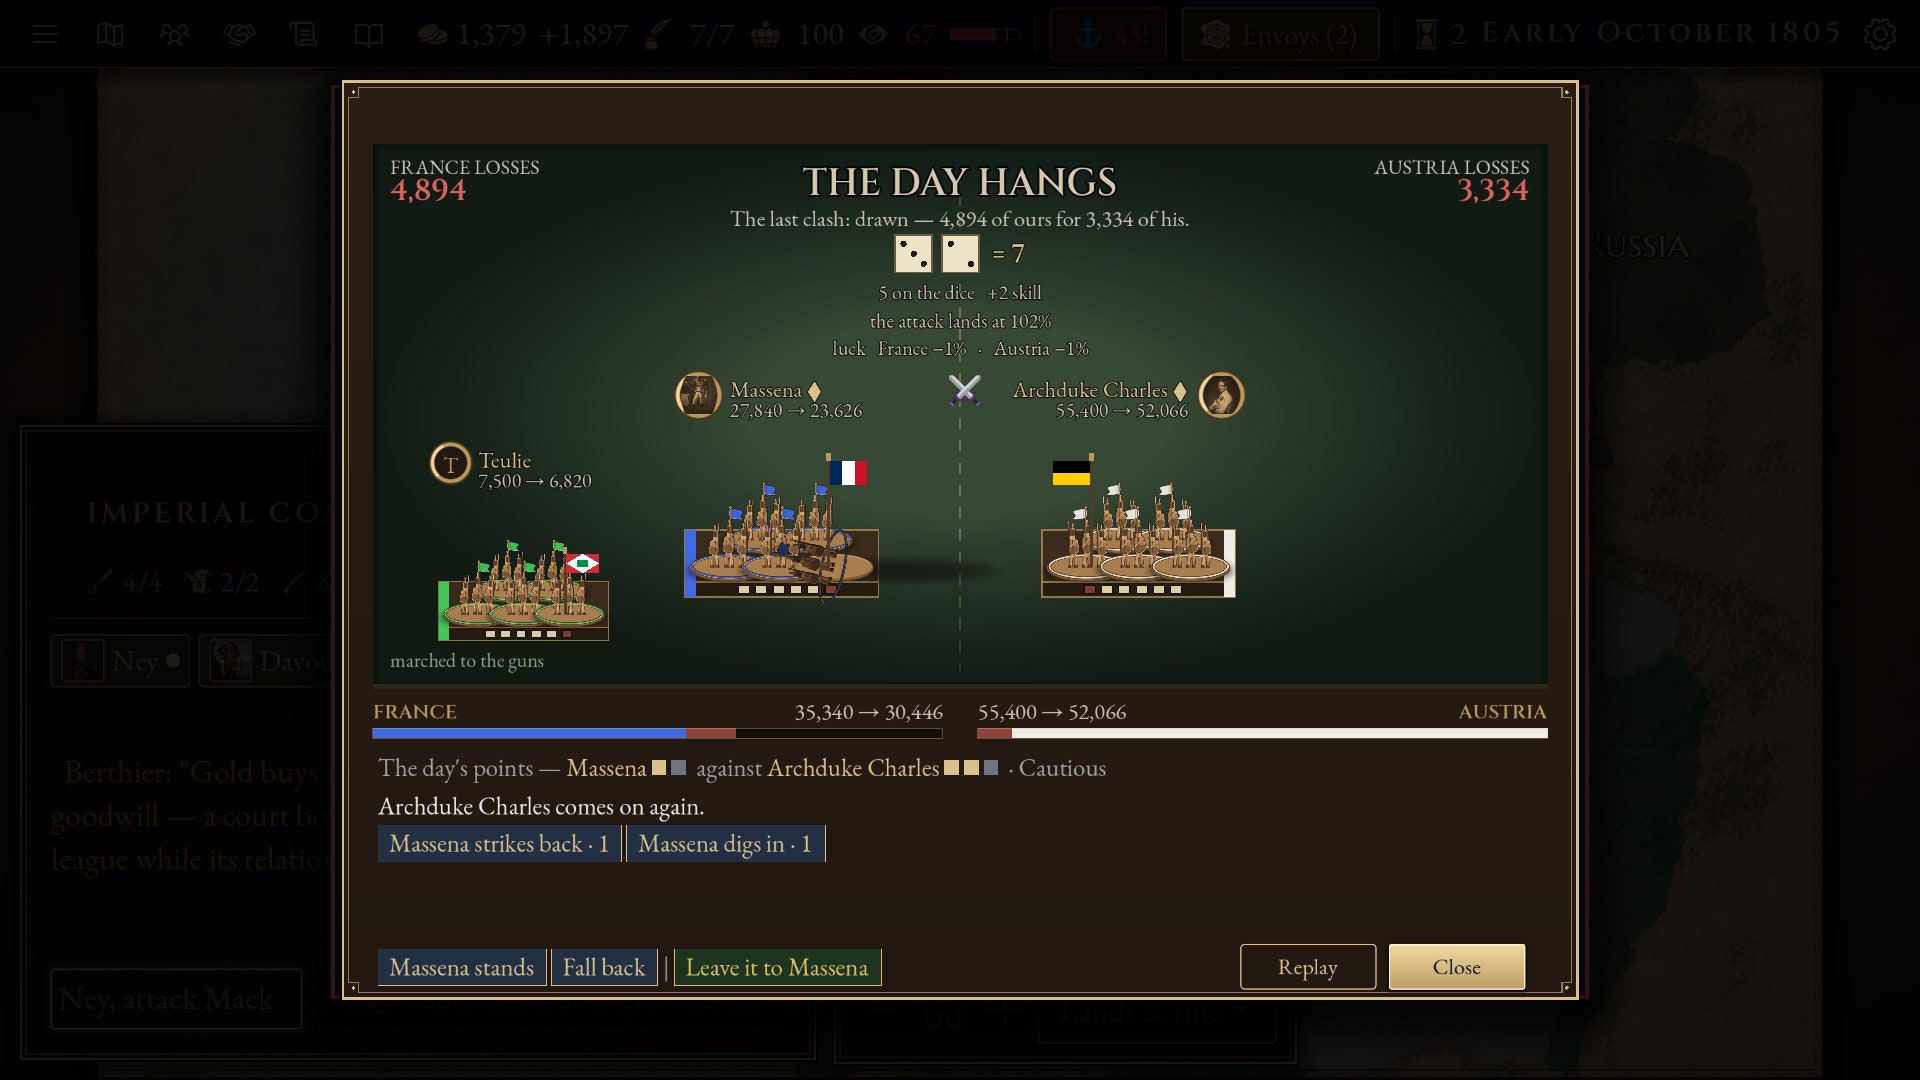 1,379 +1,897 7/7 100 67 45! Envoys (2) 2 EARLY OCTOBER 1805
FRANCE LOSSES
4,894
THE DAY HANGS
AUSTRIA LOSSES
3,334
The last clash: drawn — 4,894 of ours for 3,334 of his.
= 7
5 on the dice +2 skill
the attack lands at 102%
luck France −1% · Austria −1%
Massena
27,840 → 23,626
Archduke Charles
55,400 → 52,066
T
Teulie
7,500 → 6,820
marched to the guns
FRANCE 35,340 → 30,446
55,400 → 52,066 AUSTRIA
The day's points — Massena against Archduke Charles · Cautious
Archduke Charles comes on again.
Massena strikes back · 1
Massena digs in · 1
Massena stands
Fall back
|
Leave it to Massena
Replay
Close
RUSSIA
IMPERIAL CO
4/4 2/2 8
Ney
Davou
Berthier: "Gold buys
goodwill — a court bo
league while its relatio
Ney, attack Mack
Lands & rule